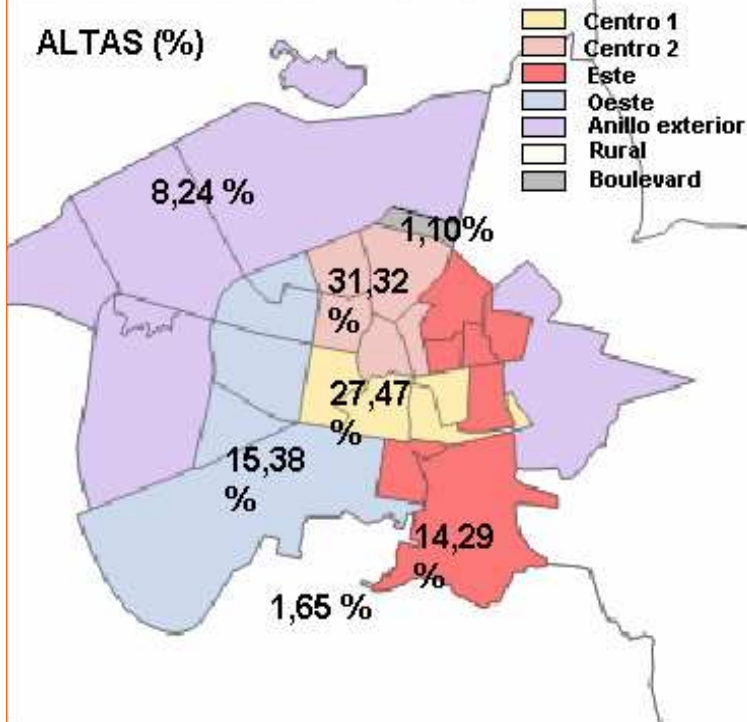 ALTAS (%)
Centro 1
Centro 2
Este
Oeste
Anillo exterior
Rural
Boulevard
8,24 %
1,10%
31,32
%
27,47
%
15,38
%
14,29
%
1,65 %